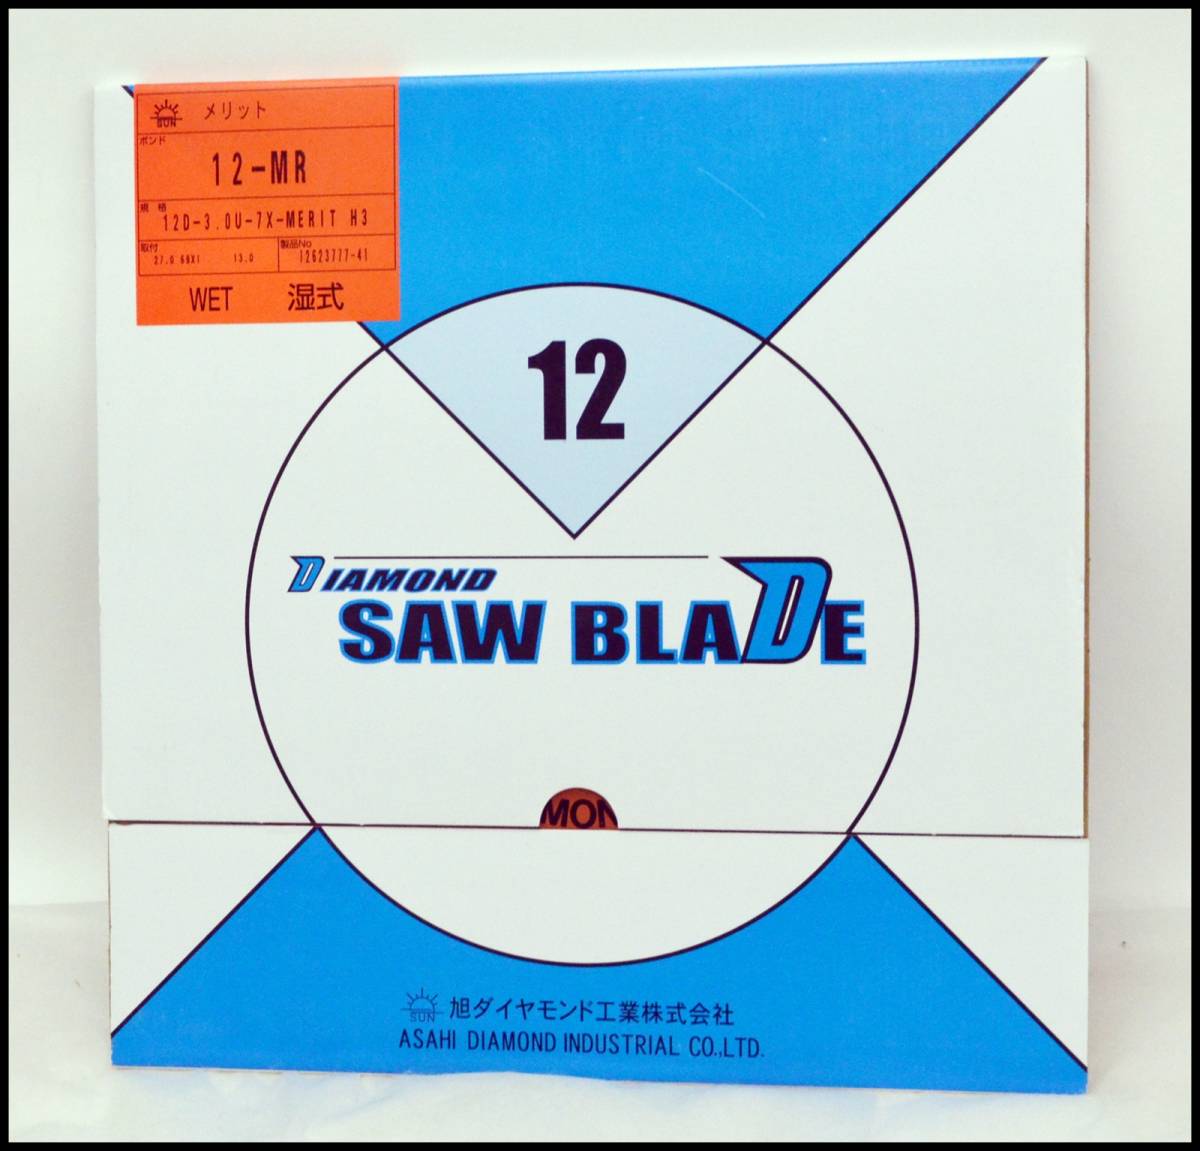 SUN メリット
ボンド
12-MR
規格
12D-3.0U-7X-MERIT H3
取付 製品No
27.0 68X1 13.0 12623777-41
WET 湿式
12
DIAMOND
SAW BLADE
MON
SUN 旭ダイヤモンド工業株式会社
ASAHI DIAMOND INDUSTRIAL CO.,LTD.